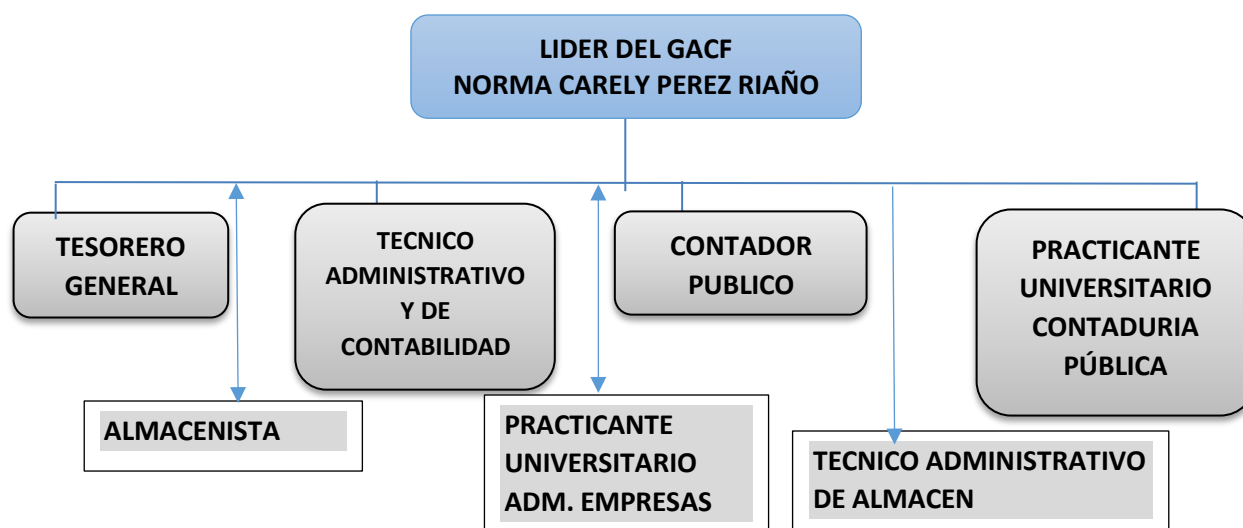 LIDER DEL GACF
NORMA CARELY PEREZ RIAÑO
TESORERO
GENERAL
TECNICO
ADMINISTRATIVO
Y DE
CONTABILIDAD
CONTADOR
PUBLICO
PRACTICANTE
UNIVERSITARIO
CONTADURIA
PÚBLICA
ALMACENISTA
PRACTICANTE
UNIVERSITARIO
ADM. EMPRESAS
TECNICO ADMINISTRATIVO
DE ALMACEN